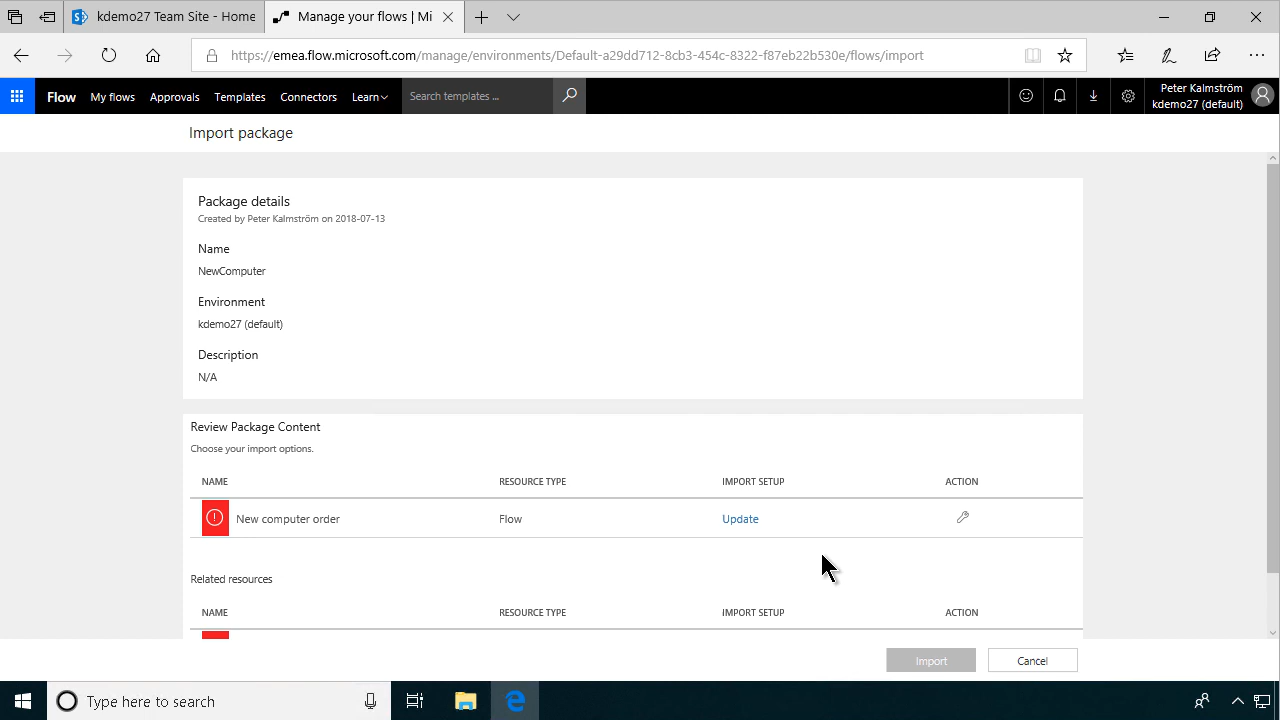 kdemo27 Team Site - Home
Manage your flows | Mi
https://emea.flow.microsoft.com/manage/environments/Default-a29dd712-8cb3-454c-8322-f87eb22b530e/flows/import
Flow
My flows
Approvals
Templates
Connectors
Learn
Search templates ...
Peter Kalmström
kdemo27 (default)
Import package
Package details
Created by Peter Kalmström on 2018-07-13
Name
NewComputer
Environment
kdemo27 (default)
Description
N/A
Review Package Content
Choose your import options.
NAME RESOURCE TYPE IMPORT SETUP ACTION
New computer order Flow Update
Related resources
NAME RESOURCE TYPE IMPORT SETUP ACTION
Import
Cancel
Type here to search